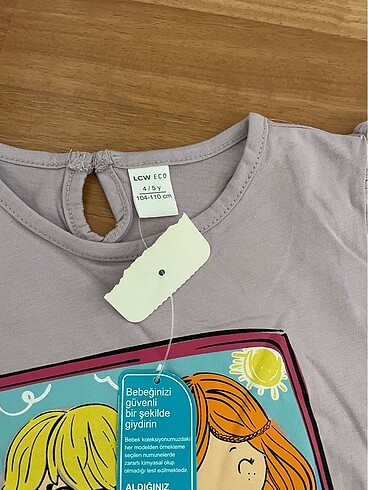 LCW ECO
4 / 5 y
104-110 cm
Bebeğinizi
güvenli
bir şekilde
giydirin
Bebek koleksiyonumuzdaki
her modelden örnekleme
seçilen numunelerde
zararlı kimyasal olup
olmadığı test edilmektedir.
ALDIĞINIZ